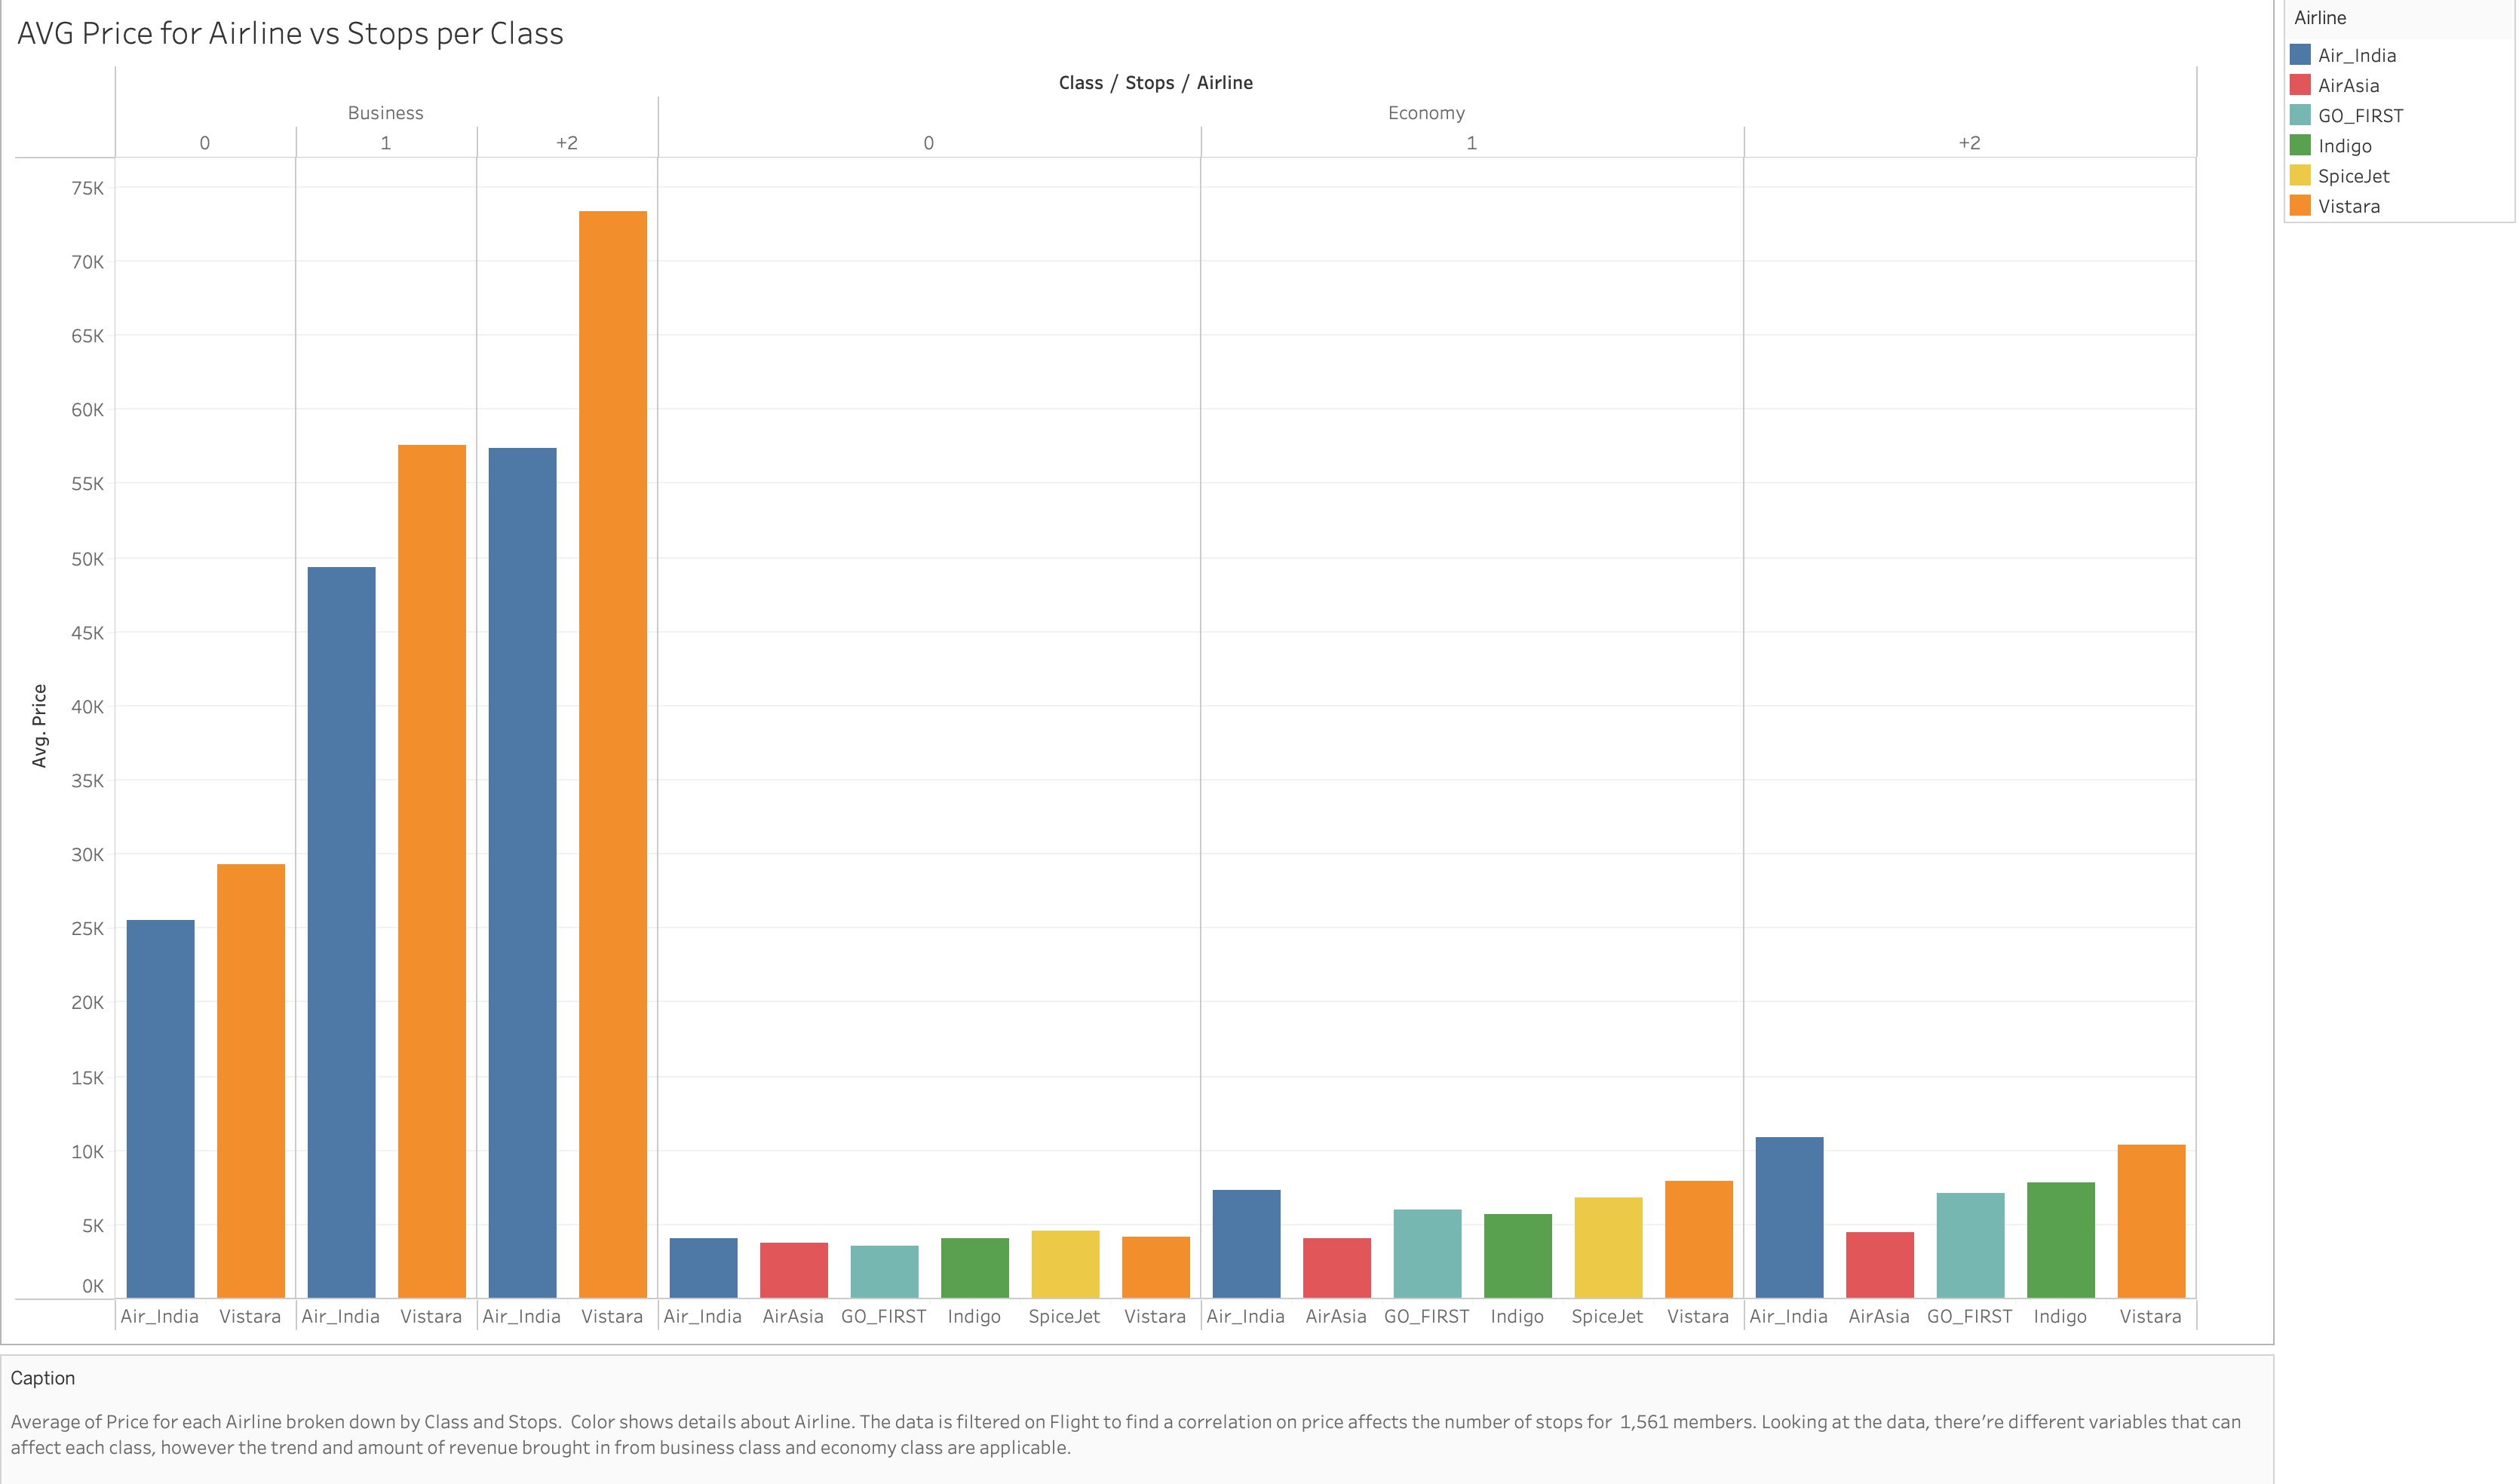 AVG Price for Airline vs Stops per Class
Class / Stops / Airline
Business Economy
0 1 +2 0 1 +2
75K
70K
65K
60K
55K
50K
45K
40K
35K
30K
25K
20K
15K
10K
5K
0K
Avg. Price
Air_India Vistara Air_India Vistara Air_India Vistara Air_India AirAsia GO_FIRST Indigo SpiceJet Vistara Air_India AirAsia GO_FIRST Indigo SpiceJet Vistara Air_India AirAsia GO_FIRST Indigo Vistara
Airline
Air_India
AirAsia
GO_FIRST
Indigo
SpiceJet
Vistara
Caption
Average of Price for each Airline broken down by Class and Stops.  Color shows details about Airline. The data is filtered on Flight to find a correlation on price affects the number of stops for  1,561 members. Looking at the data, there’re different variables that can
affect each class, however the trend and amount of revenue brought in from business class and economy class are applicable.